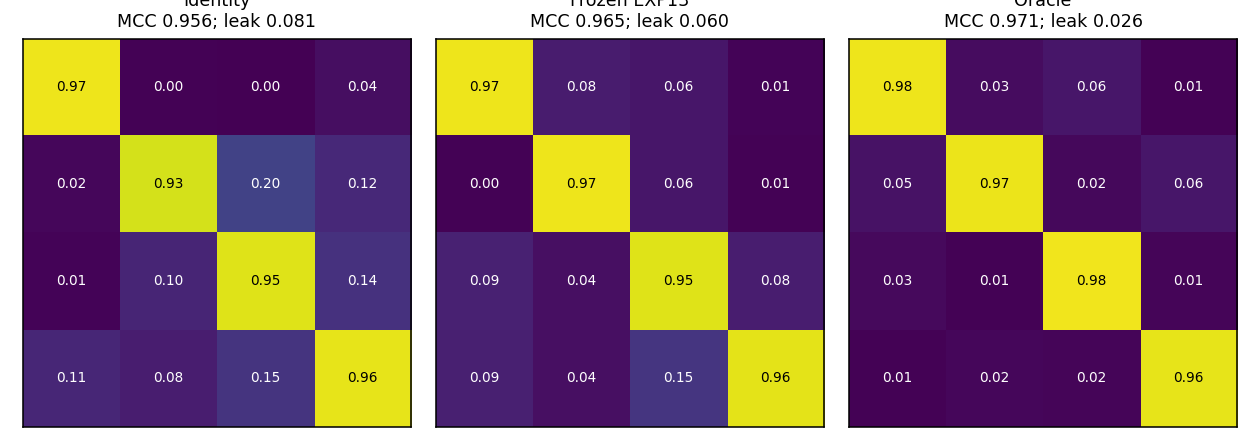 Identity
MCC 0.956; leak 0.081
0.97 0.00 0.00 0.04
0.02 0.93 0.20 0.12
0.01 0.10 0.95 0.14
0.11 0.08 0.15 0.96
Frozen EXP13
MCC 0.965; leak 0.060
0.97 0.08 0.06 0.01
0.00 0.97 0.06 0.01
0.09 0.04 0.95 0.08
0.09 0.04 0.15 0.96
Oracle
MCC 0.971; leak 0.026
0.98 0.03 0.06 0.01
0.05 0.97 0.02 0.06
0.03 0.01 0.98 0.01
0.01 0.02 0.02 0.96